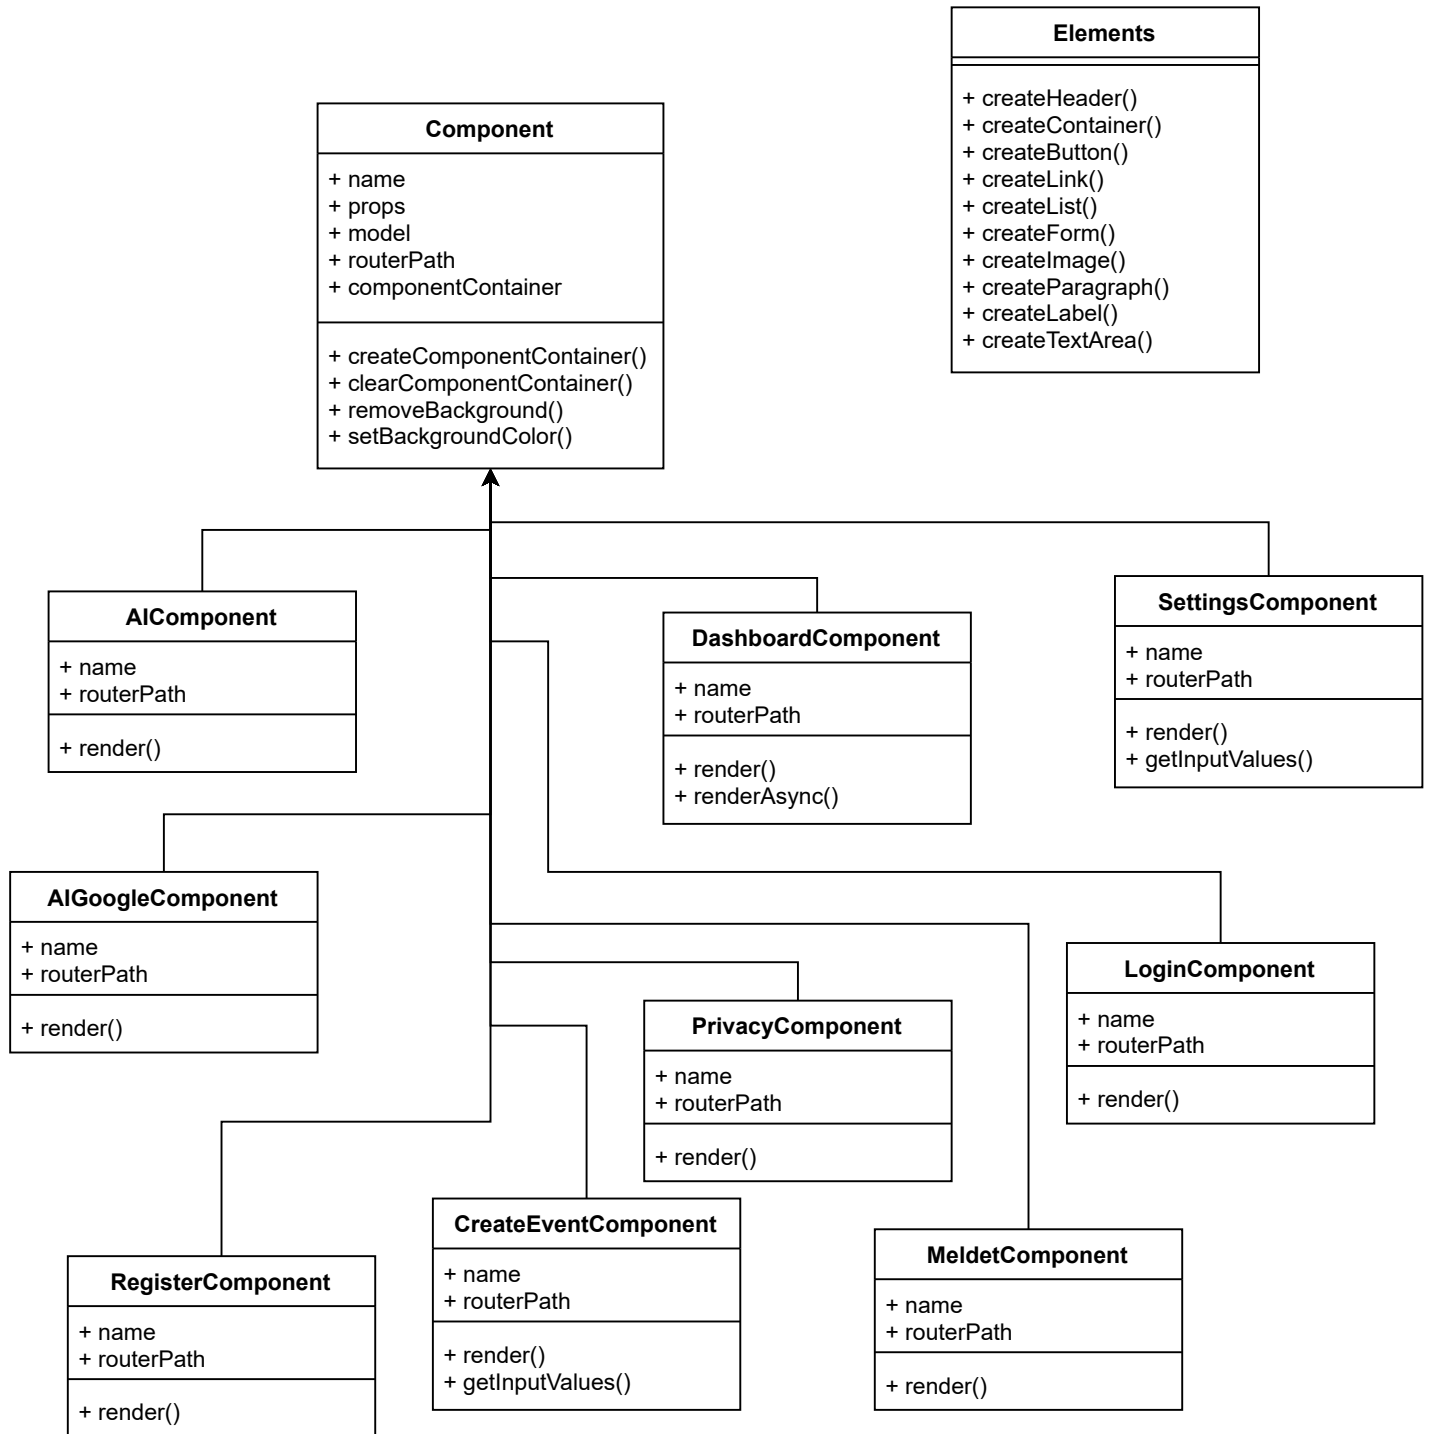 Elements
+ createHeader()
+ createContainer()
+ createButton()
+ createLink()
+ createList()
+ createForm()
+ createImage()
+ createParagraph()
+ createLabel()
+ createTextArea()
Component
+ name
+ props
+ model
+ routerPath
+ componentContainer
+ createComponentContainer()
+ clearComponentContainer()
+ removeBackground()
+ setBackgroundColor()
AIComponent
+ name
+ routerPath
+ render()
DashboardComponent
+ name
+ routerPath
+ render()
+ renderAsync()
SettingsComponent
+ name
+ routerPath
+ render()
+ getInputValues()
AIGoogleComponent
+ name
+ routerPath
+ render()
PrivacyComponent
+ name
+ routerPath
+ render()
LoginComponent
+ name
+ routerPath
+ render()
RegisterComponent
+ name
+ routerPath
+ render()
CreateEventComponent
+ name
+ routerPath
+ render()
+ getInputValues()
MeldetComponent
+ name
+ routerPath
+ render()